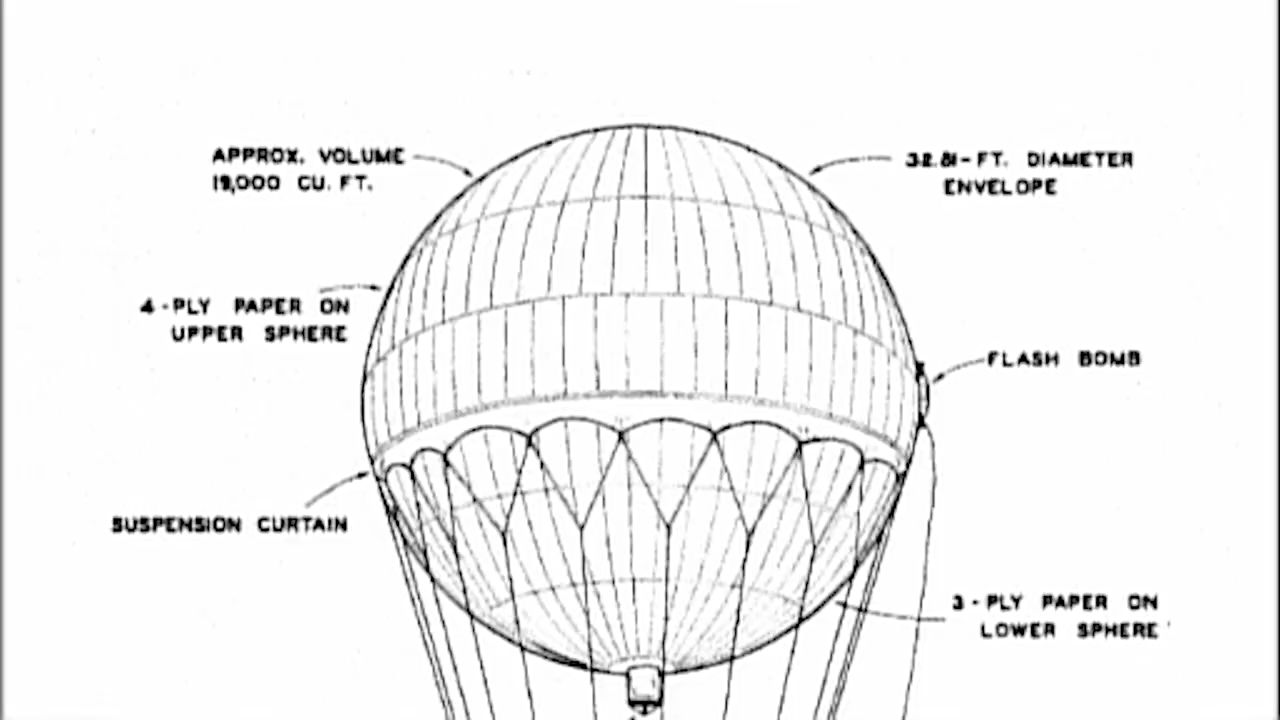 APPROX. VOLUME
19,000 CU. FT.
32.81-FT. DIAMETER
ENVELOPE
4-PLY PAPER ON
UPPER SPHERE
FLASH BOMB
SUSPENSION CURTAIN
3-PLY PAPER ON
LOWER SPHERE